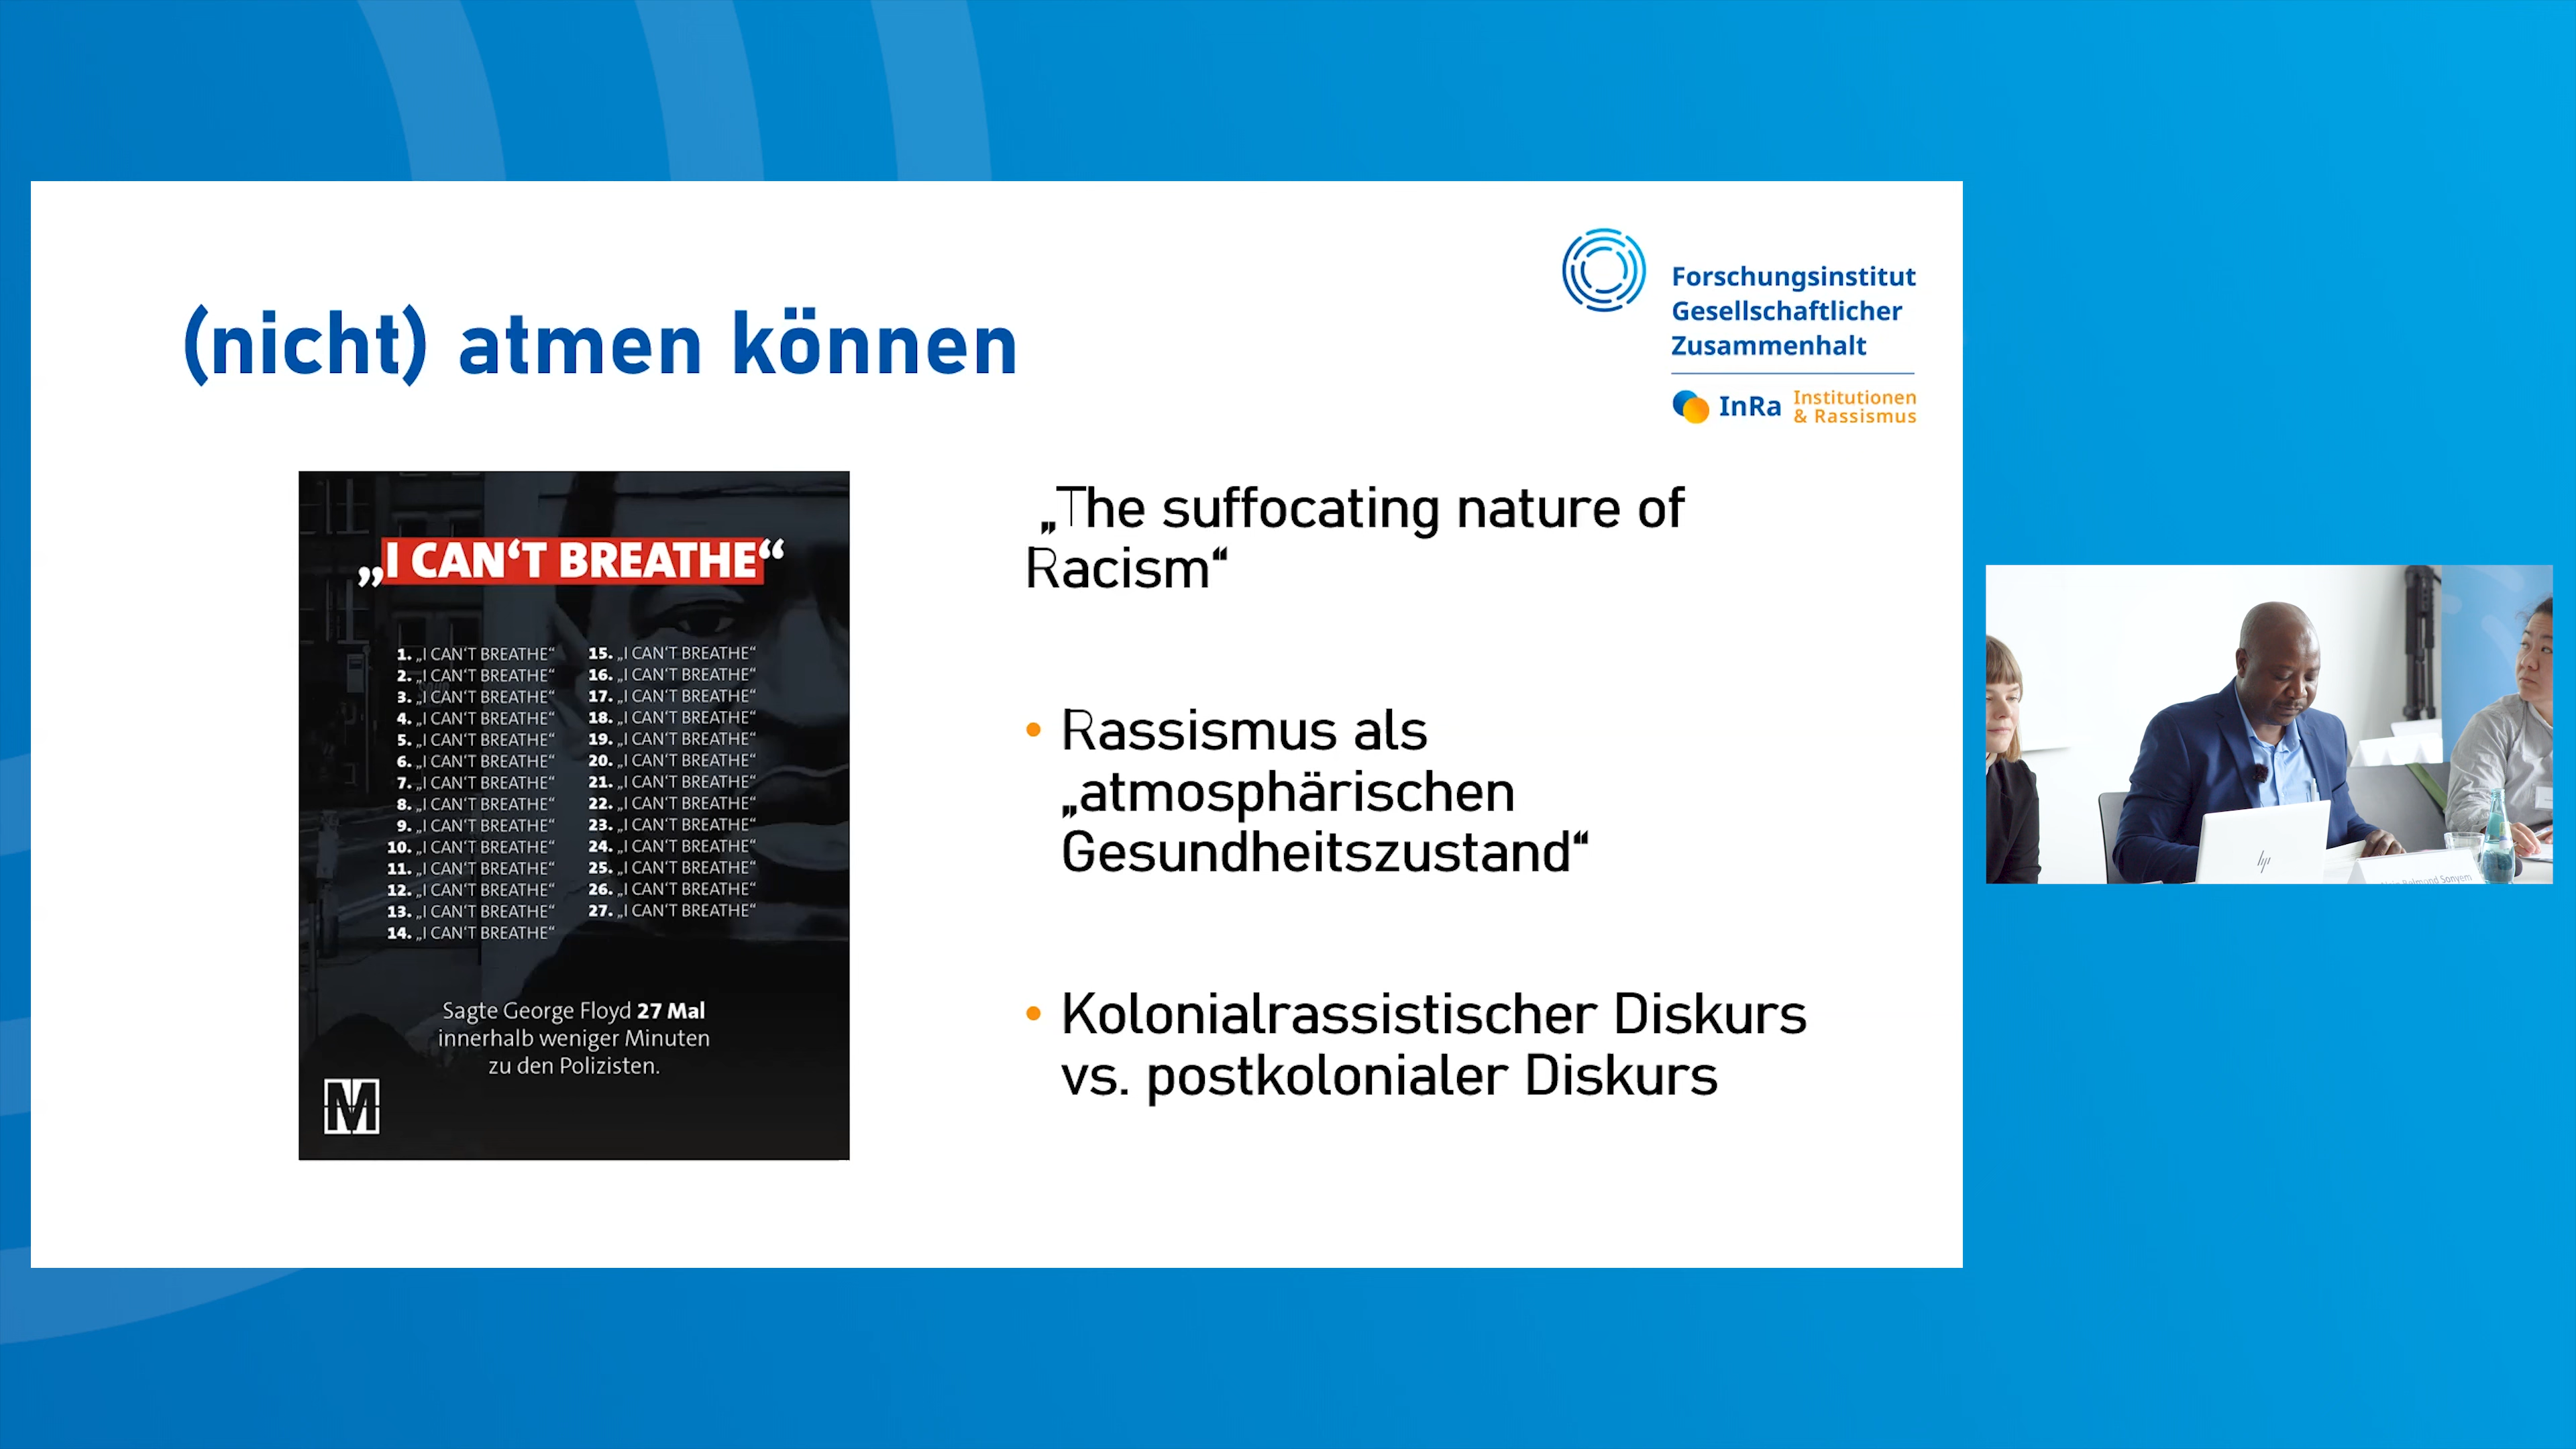 (nicht) atmen können
Forschungsinstitut
Gesellschaftlicher
Zusammenhalt
InRa Institutionen
& Rassismus
„I CAN‘T BREATHE“
1. „I CAN‘T BREATHE“
2. „I CAN‘T BREATHE“
3. „I CAN‘T BREATHE“
4. „I CAN‘T BREATHE“
5. „I CAN‘T BREATHE“
6. „I CAN‘T BREATHE“
7. „I CAN‘T BREATHE“
8. „I CAN‘T BREATHE“
9. „I CAN‘T BREATHE“
10. „I CAN‘T BREATHE“
11. „I CAN‘T BREATHE“
12. „I CAN‘T BREATHE“
13. „I CAN‘T BREATHE“
14. „I CAN‘T BREATHE“
15. „I CAN‘T BREATHE“
16. „I CAN‘T BREATHE“
17. „I CAN‘T BREATHE“
18. „I CAN‘T BREATHE“
19. „I CAN‘T BREATHE“
20. „I CAN‘T BREATHE“
21. „I CAN‘T BREATHE“
22. „I CAN‘T BREATHE“
23. „I CAN‘T BREATHE“
24. „I CAN‘T BREATHE“
25. „I CAN‘T BREATHE“
26. „I CAN‘T BREATHE“
27. „I CAN‘T BREATHE“
Sagte George Floyd 27 Mal
innerhalb weniger Minuten
zu den Polizisten.
M
„The suffocating nature of
Racism“
• Rassismus als
„atmosphärischen
Gesundheitszustand“
• Kolonialrassistischer Diskurs
vs. postkolonialer Diskurs
hp